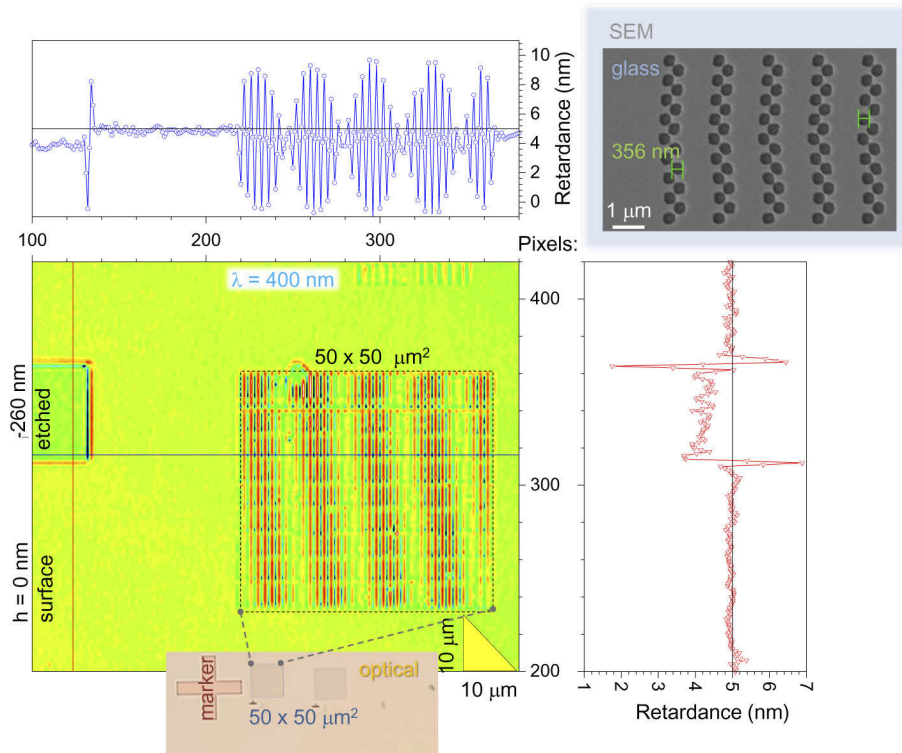 SEM
glass
356 nm
1 μm
10
8
6
4
2
0
Retardance (nm)
100
200
300
Pixels:
λ = 400 nm
50 x 50 μm²
-260 nm
etched
h = 0 nm
surface
400
300
200
10 μm
10 μm
marker
optical
50 x 50 μm²
1
2
3
4
5
6
7
Retardance (nm)